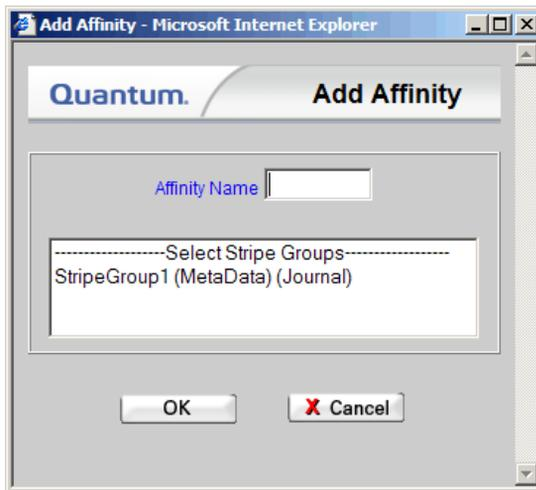 Add Affinity - Microsoft Internet Explorer
Quantum. Add Affinity
Affinity Name
-------------------Select Stripe Groups------------------
StripeGroup1 (MetaData) (Journal)
OK X Cancel